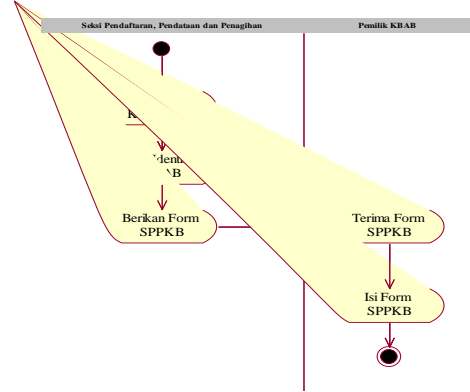 Seksi Pendaftaran, Pendataan dan Penagihan
Pemilik KBAB
Berikan Form
SPPKB
Terima Form
SPPKB
Isi Form
SPPKB